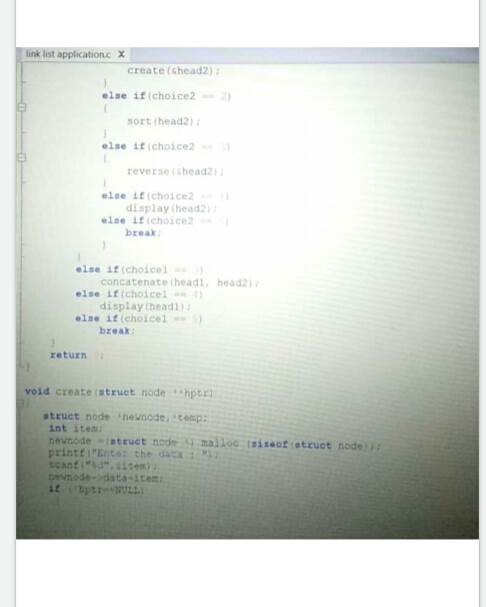 link list application.c X
create(&head2);
}
else if(choice2 == 2)
{
sort(head2);
}
else if(choice2 == 3)
{
reverse(&head2);
}
else if(choice2 == 4)
display(head2);
else if(choice2 ==
break;
}
}
else if(choice1 == 3)
concatenate(head1, head2);
else if(choice1 == 4)
display(head1);
else if(choice1 == 5)
break;
}
return
}
void create(struct node **hptr)
{
struct node *newnode,*temp;
int item;
newnode =(struct node *) malloc (sizeof(struct node));
printf("Enter the data : ");
scanf("%d",&item);
newnode->data=item;
if (*hptr==NULL)